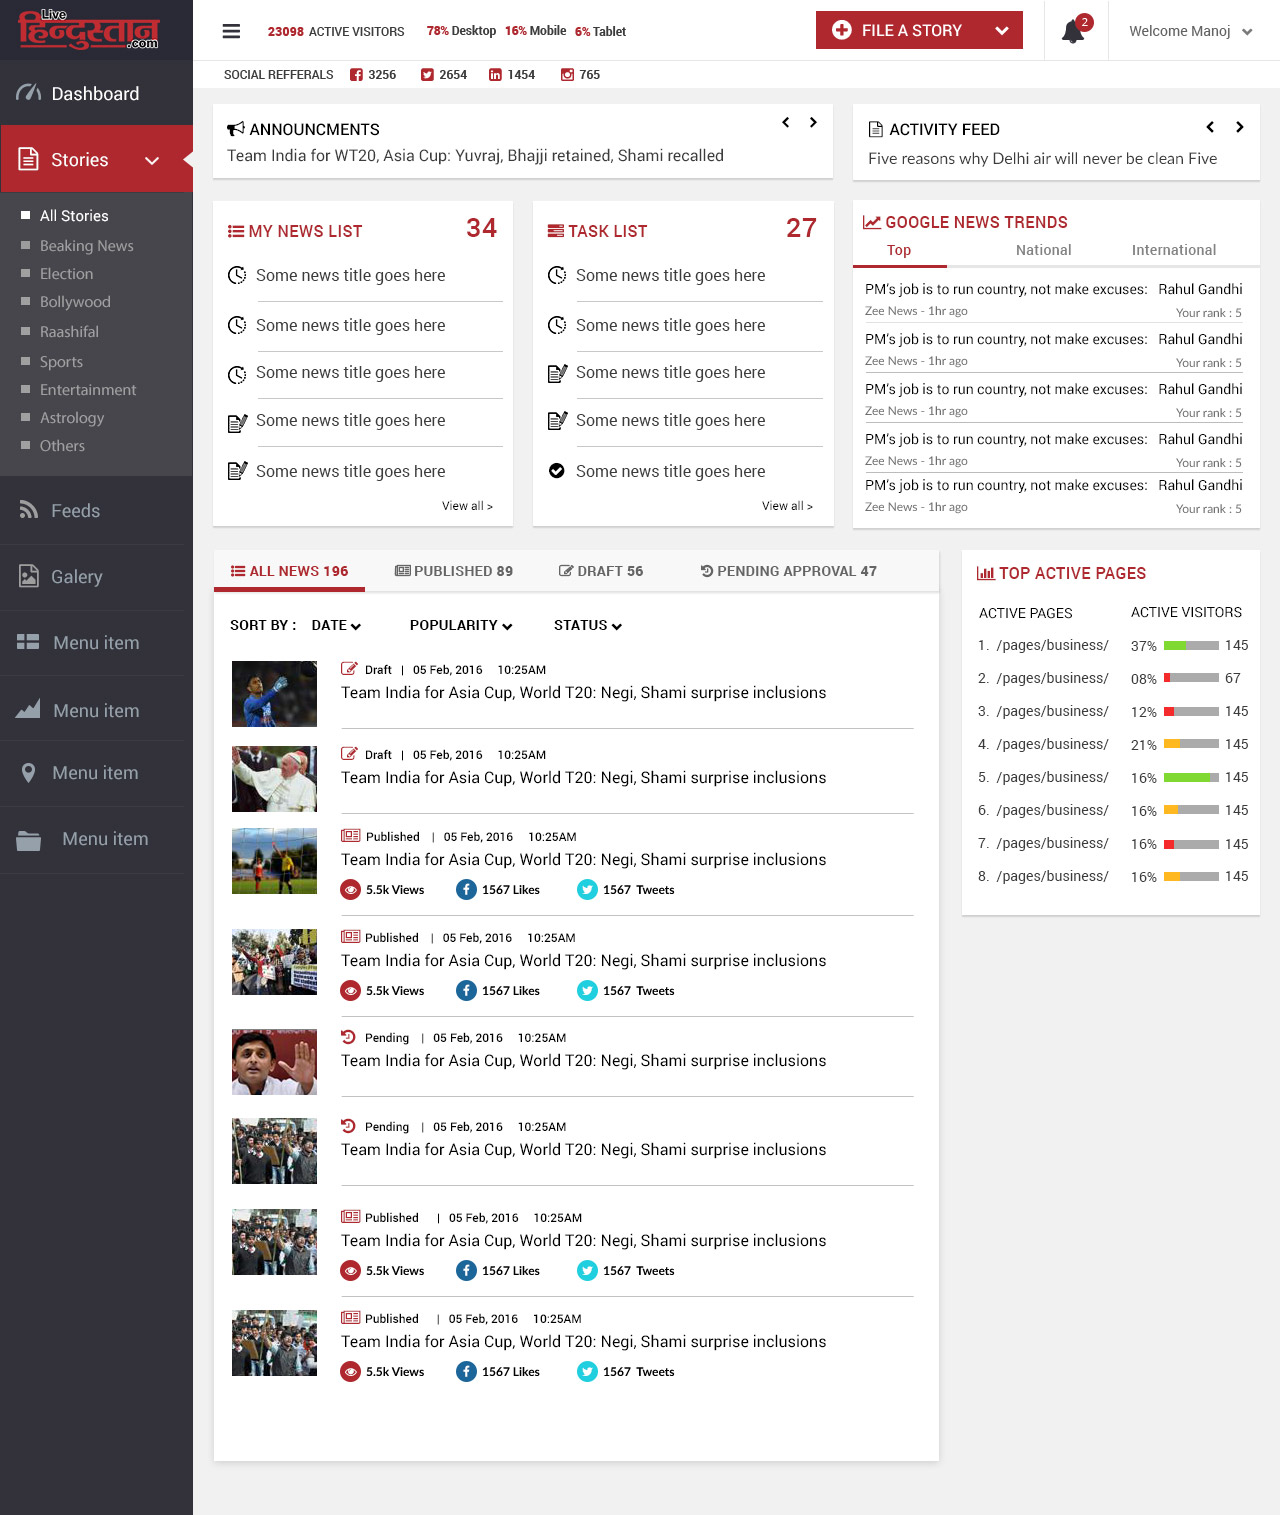 Live
हिन्दुस्तान
.com
23098 ACTIVE VISITORS 78% Desktop 16% Mobile 6% Tablet
FILE A STORY
2
Welcome Manoj
SOCIAL REFFERALS 3256 2654 1454 765
Dashboard
Stories
All Stories
Beaking News
Election
Bollywood
Raashifal
Sports
Entertainment
Astrology
Others
Feeds
Galery
Menu item
Menu item
Menu item
Menu item
ANNOUNCMENTS
Team India for WT20, Asia Cup: Yuvraj, Bhajji retained, Shami recalled
ACTIVITY FEED
Five reasons why Delhi air will never be clean Five
MY NEWS LIST 34
Some news title goes here
Some news title goes here
Some news title goes here
Some news title goes here
Some news title goes here
View all >
TASK LIST 27
Some news title goes here
Some news title goes here
Some news title goes here
Some news title goes here
Some news title goes here
View all >
GOOGLE NEWS TRENDS
Top National International
PM's job is to run country, not make excuses: Rahul Gandhi
Zee News - 1hr ago Your rank : 5
PM's job is to run country, not make excuses: Rahul Gandhi
Zee News - 1hr ago Your rank : 5
PM's job is to run country, not make excuses: Rahul Gandhi
Zee News - 1hr ago Your rank : 5
PM's job is to run country, not make excuses: Rahul Gandhi
Zee News - 1hr ago Your rank : 5
PM's job is to run country, not make excuses: Rahul Gandhi
Zee News - 1hr ago Your rank : 5
ALL NEWS 196 PUBLISHED 89 DRAFT 56 PENDING APPROVAL 47
SORT BY : DATE POPULARITY STATUS
Draft | 05 Feb, 2016 10:25AM
Team India for Asia Cup, World T20: Negi, Shami surprise inclusions
Draft | 05 Feb, 2016 10:25AM
Team India for Asia Cup, World T20: Negi, Shami surprise inclusions
Published | 05 Feb, 2016 10:25AM
Team India for Asia Cup, World T20: Negi, Shami surprise inclusions
5.5k Views 1567 Likes 1567 Tweets
Published | 05 Feb, 2016 10:25AM
Team India for Asia Cup, World T20: Negi, Shami surprise inclusions
5.5k Views 1567 Likes 1567 Tweets
Pending | 05 Feb, 2016 10:25AM
Team India for Asia Cup, World T20: Negi, Shami surprise inclusions
Pending | 05 Feb, 2016 10:25AM
Team India for Asia Cup, World T20: Negi, Shami surprise inclusions
Published | 05 Feb, 2016 10:25AM
Team India for Asia Cup, World T20: Negi, Shami surprise inclusions
5.5k Views 1567 Likes 1567 Tweets
Published | 05 Feb, 2016 10:25AM
Team India for Asia Cup, World T20: Negi, Shami surprise inclusions
5.5k Views 1567 Likes 1567 Tweets
TOP ACTIVE PAGES
ACTIVE PAGES ACTIVE VISITORS
1. /pages/business/ 37% 145
2. /pages/business/ 08% 67
3. /pages/business/ 12% 145
4. /pages/business/ 21% 145
5. /pages/business/ 16% 145
6. /pages/business/ 16% 145
7. /pages/business/ 16% 145
8. /pages/business/ 16% 145